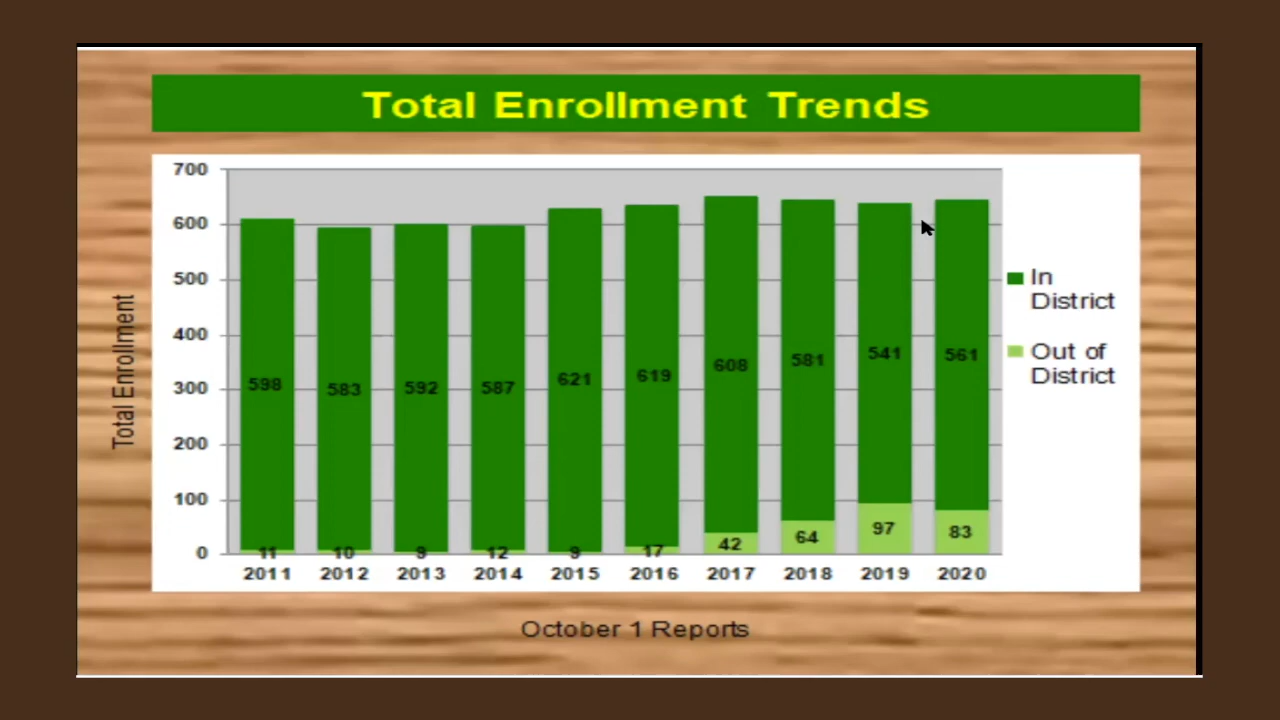 Total Enrollment Trends
700
600
500
400
300
200
100
0
Total Enrollment
598 583 592 587 621 619 608 581 541 561
11 10 9 12 9 17 42 64 97 83
2011 2012 2013 2014 2015 2016 2017 2018 2019 2020
In
District
Out of
District
October 1 Reports